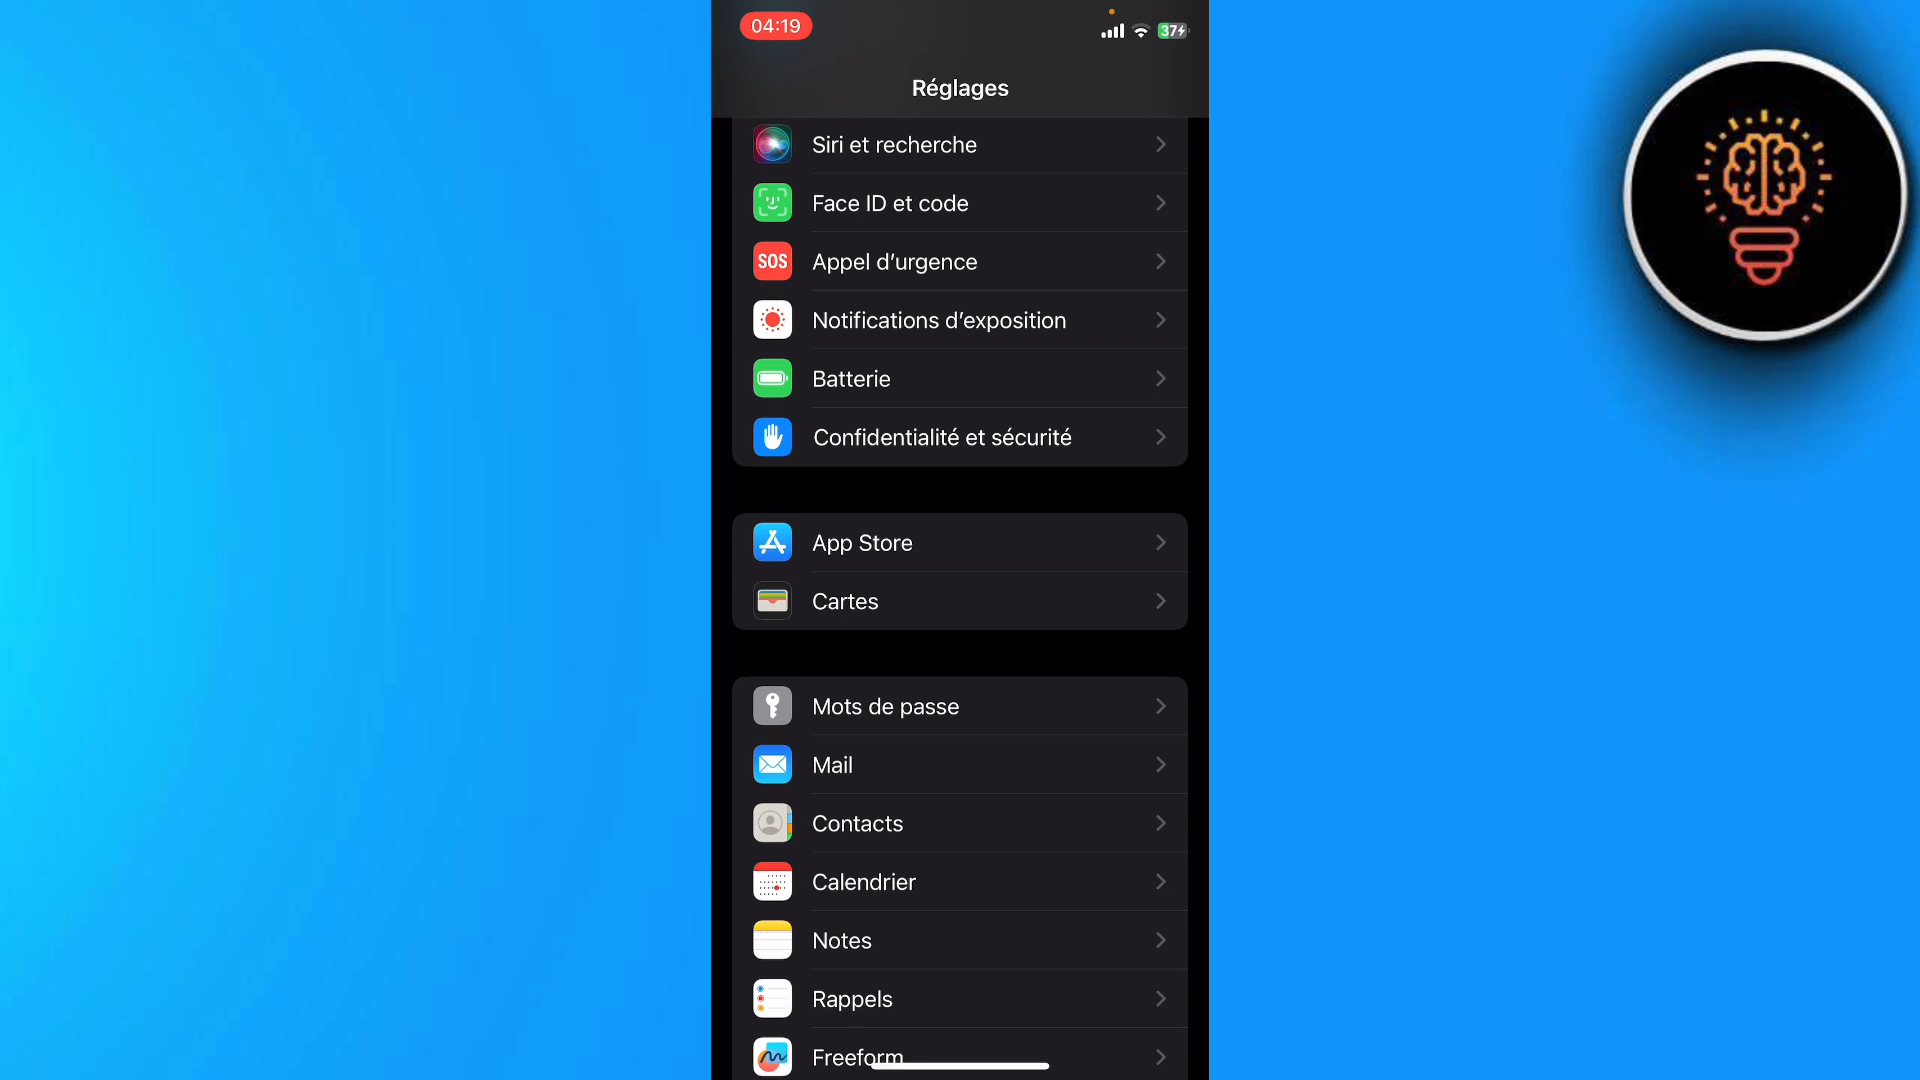 04:19
37
Réglages
Siri et recherche
Face ID et code
SOS
Appel d’urgence
Notifications d’exposition
Batterie
Confidentialité et sécurité
App Store
Cartes
Mots de passe
Mail
Contacts
Calendrier
Notes
Rappels
Freeform